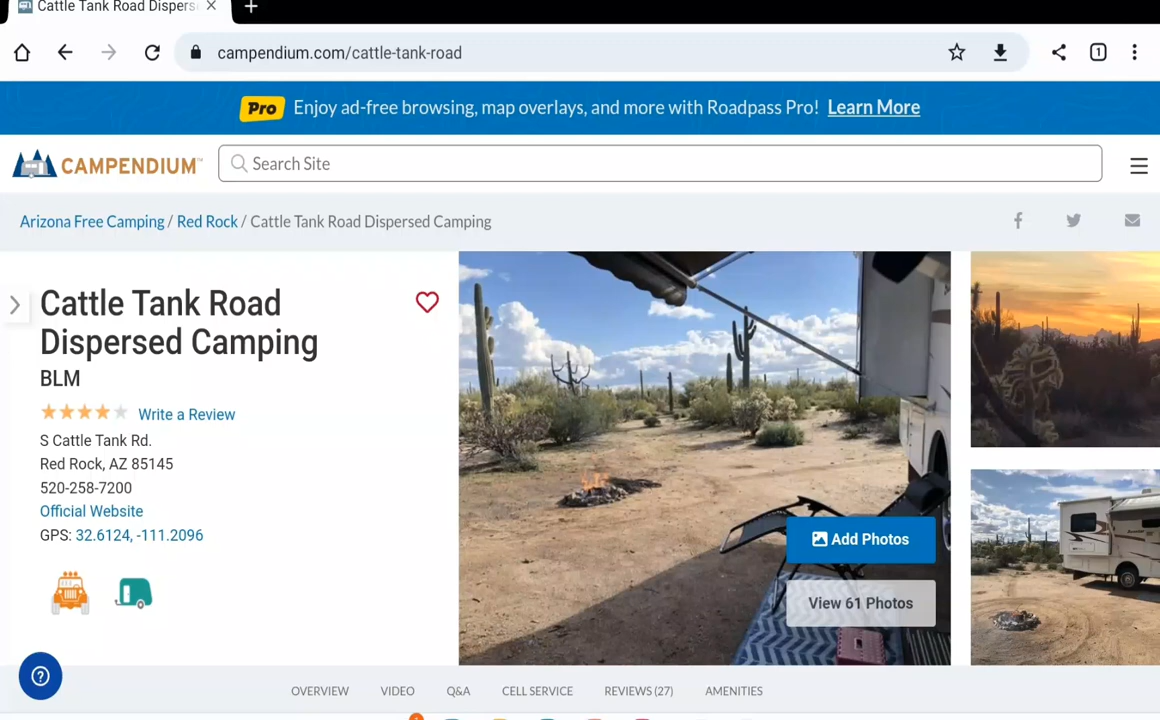 Cattle Tank Road Dispers
campendium.com/cattle-tank-road
1
Pro Enjoy ad-free browsing, map overlays, and more with Roadpass Pro! Learn More
CAMPENDIUM
Search Site
Arizona Free Camping / Red Rock / Cattle Tank Road Dispersed Camping
Cattle Tank Road
Dispersed Camping
BLM
Write a Review
S Cattle Tank Rd.
Red Rock, AZ 85145
520-258-7200
Official Website
GPS: 32.6124, -111.2096
Add Photos
View 61 Photos
OVERVIEW VIDEO Q&A CELL SERVICE REVIEWS (27) AMENITIES